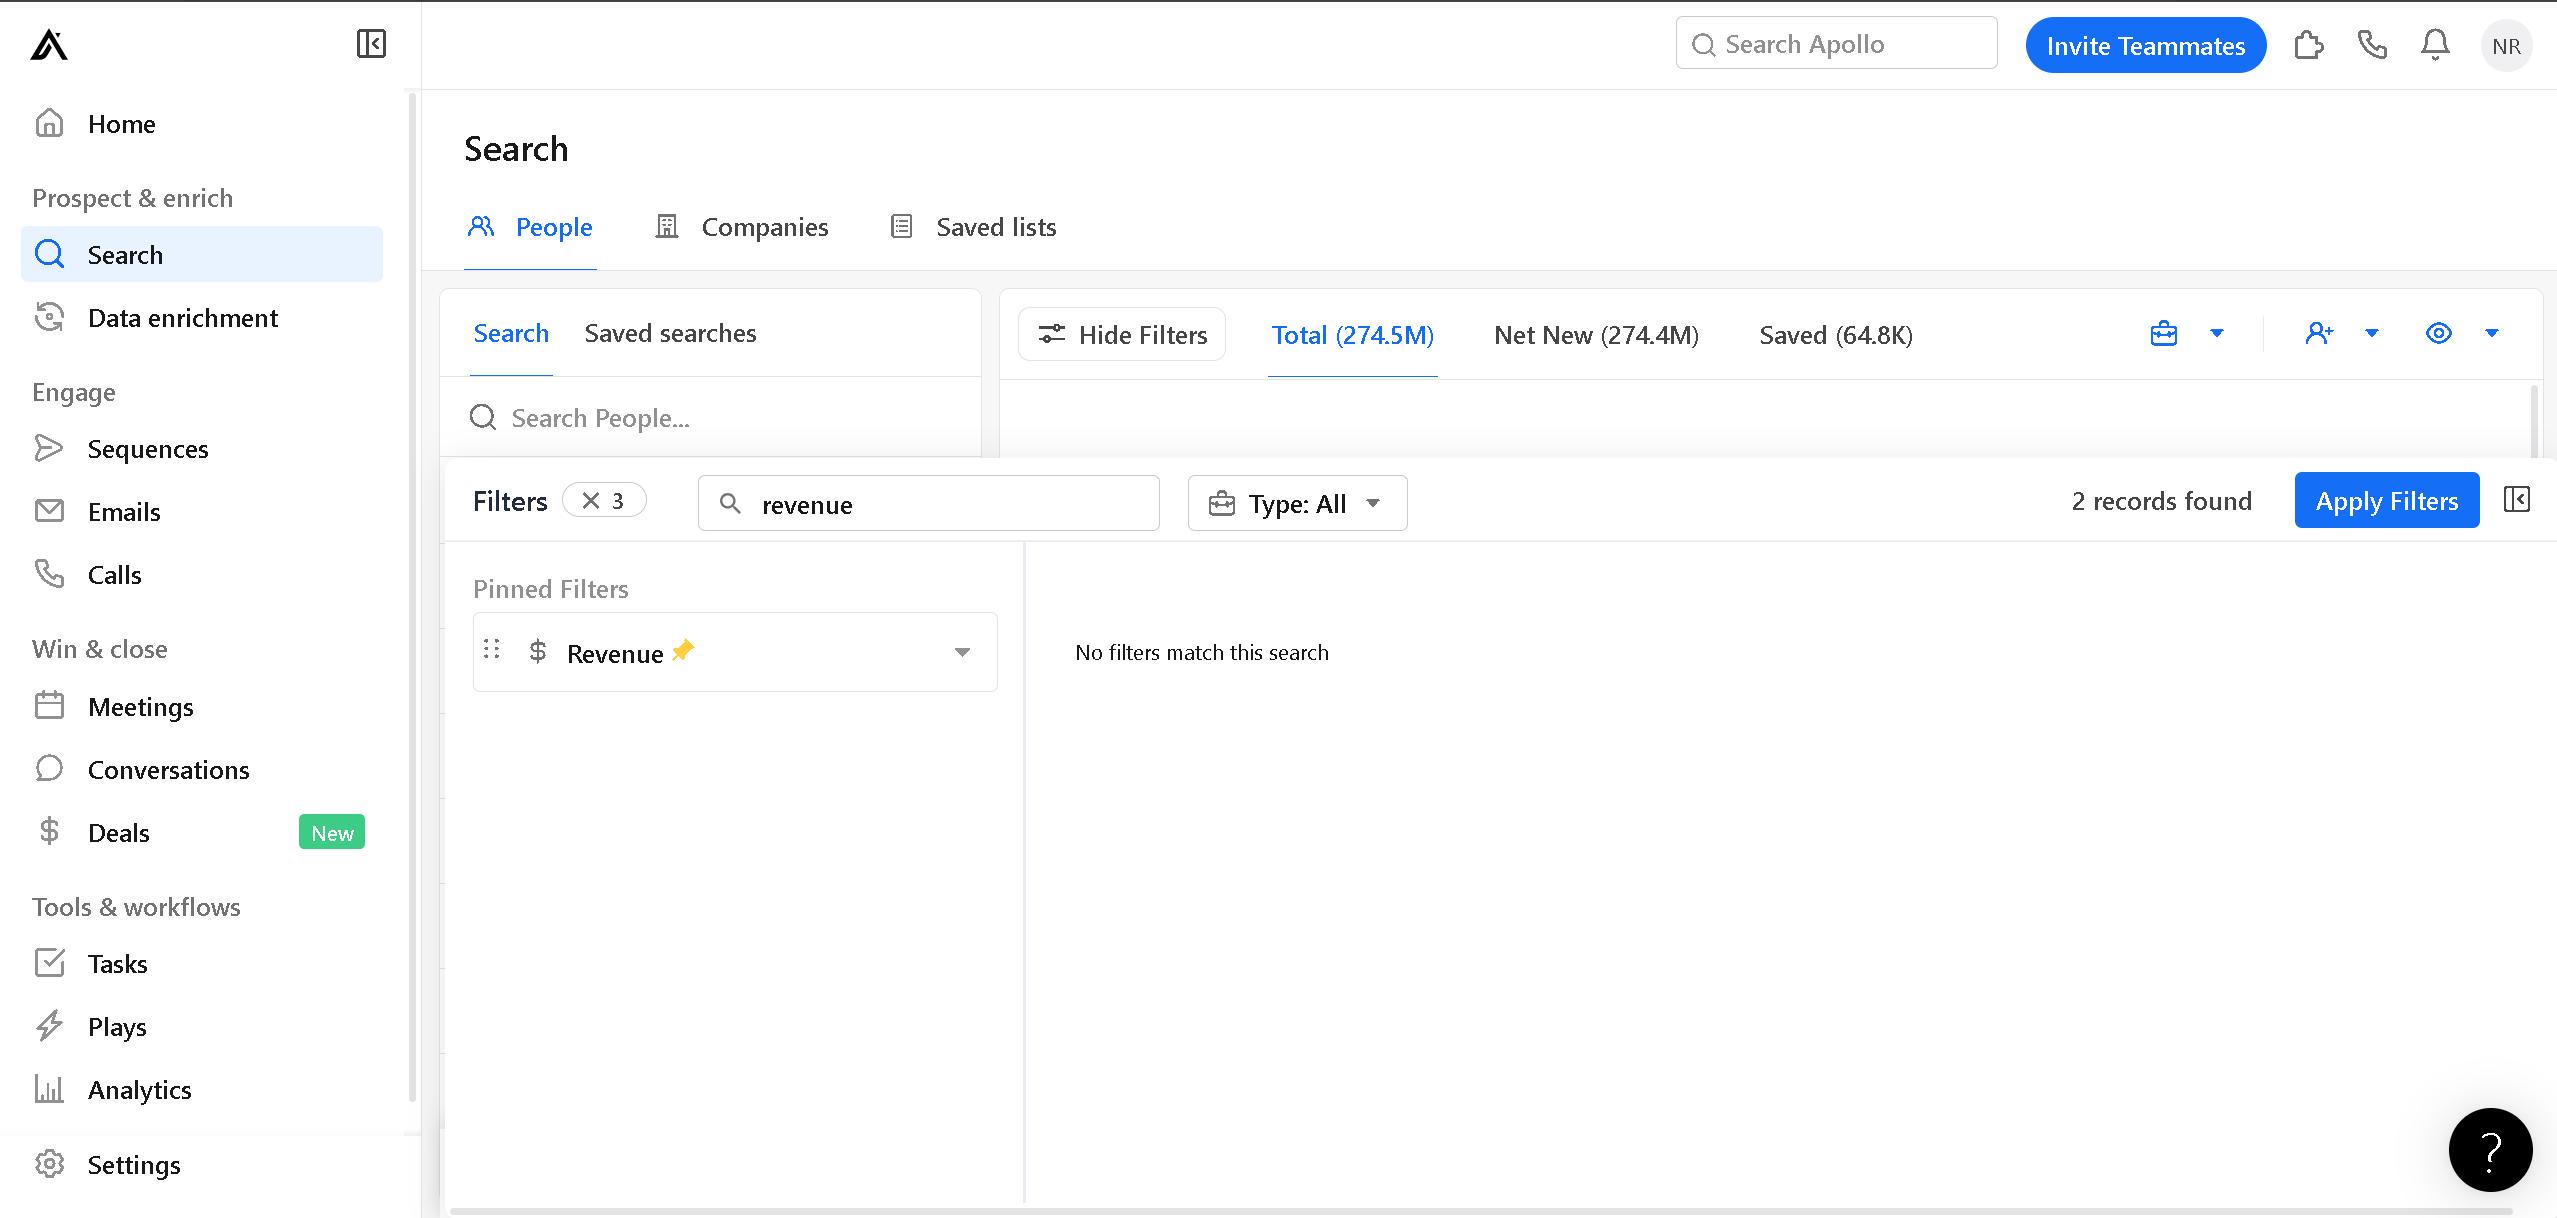 Home
Prospect & enrich
Search
Data enrichment
Engage
Sequences
Emails
Calls
Win & close
Meetings
Conversations
Deals New
Tools & workflows
Tasks
Plays
Analytics
Settings
Search Apollo
Invite Teammates
NR
Search
People Companies Saved lists
Search Saved searches
Search People...
Hide Filters Total (274.5M) Net New (274.4M) Saved (64.8K)
Filters 3 revenue Type: All 2 records found Apply Filters
Pinned Filters
Revenue
No filters match this search
?